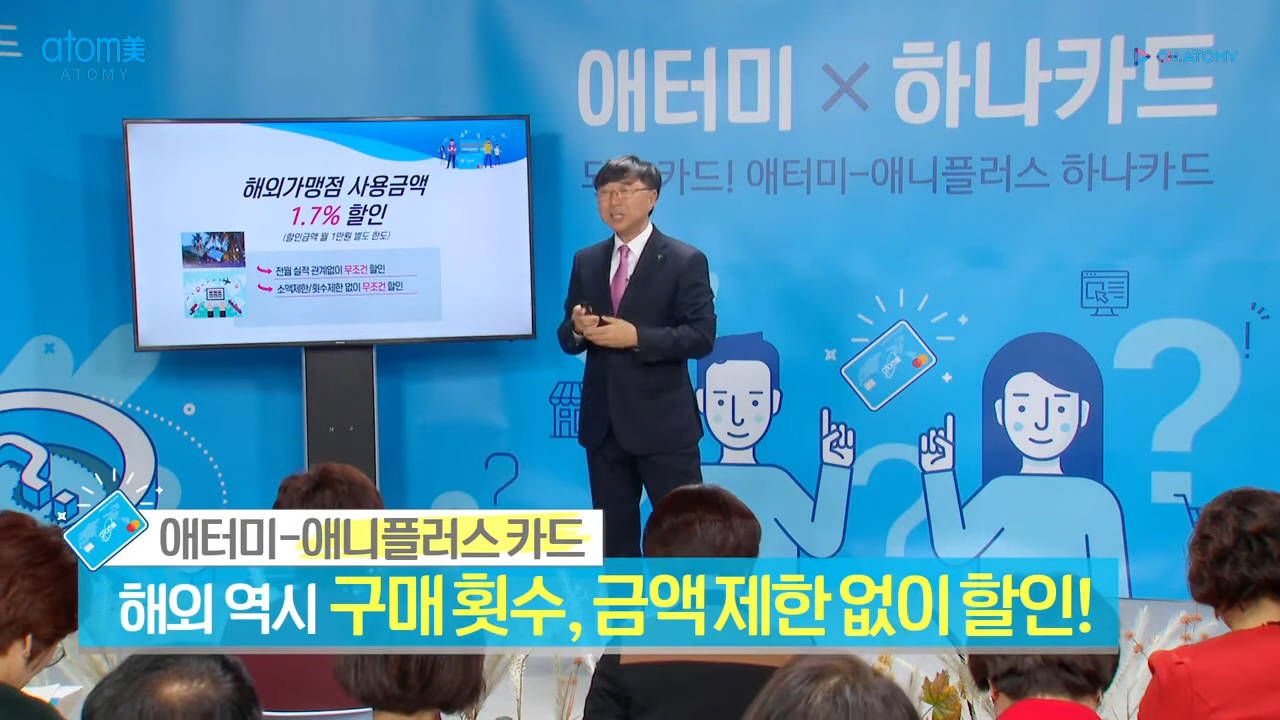 드
atom美
ATOMY
애터미 × 하나카드
카드! 애터미-애니플러스 하나카드
해외가맹점 사용금액
1.7% 할인
(할인금액 월 1만원 별도 한도)
전월 실적 관계없이 무조건 할인
소액제한/횟수제한 없이 무조건 할인
애터미-애니플러스 카드
해외 역시 구매 횟수, 금액 제한 없이 할인!